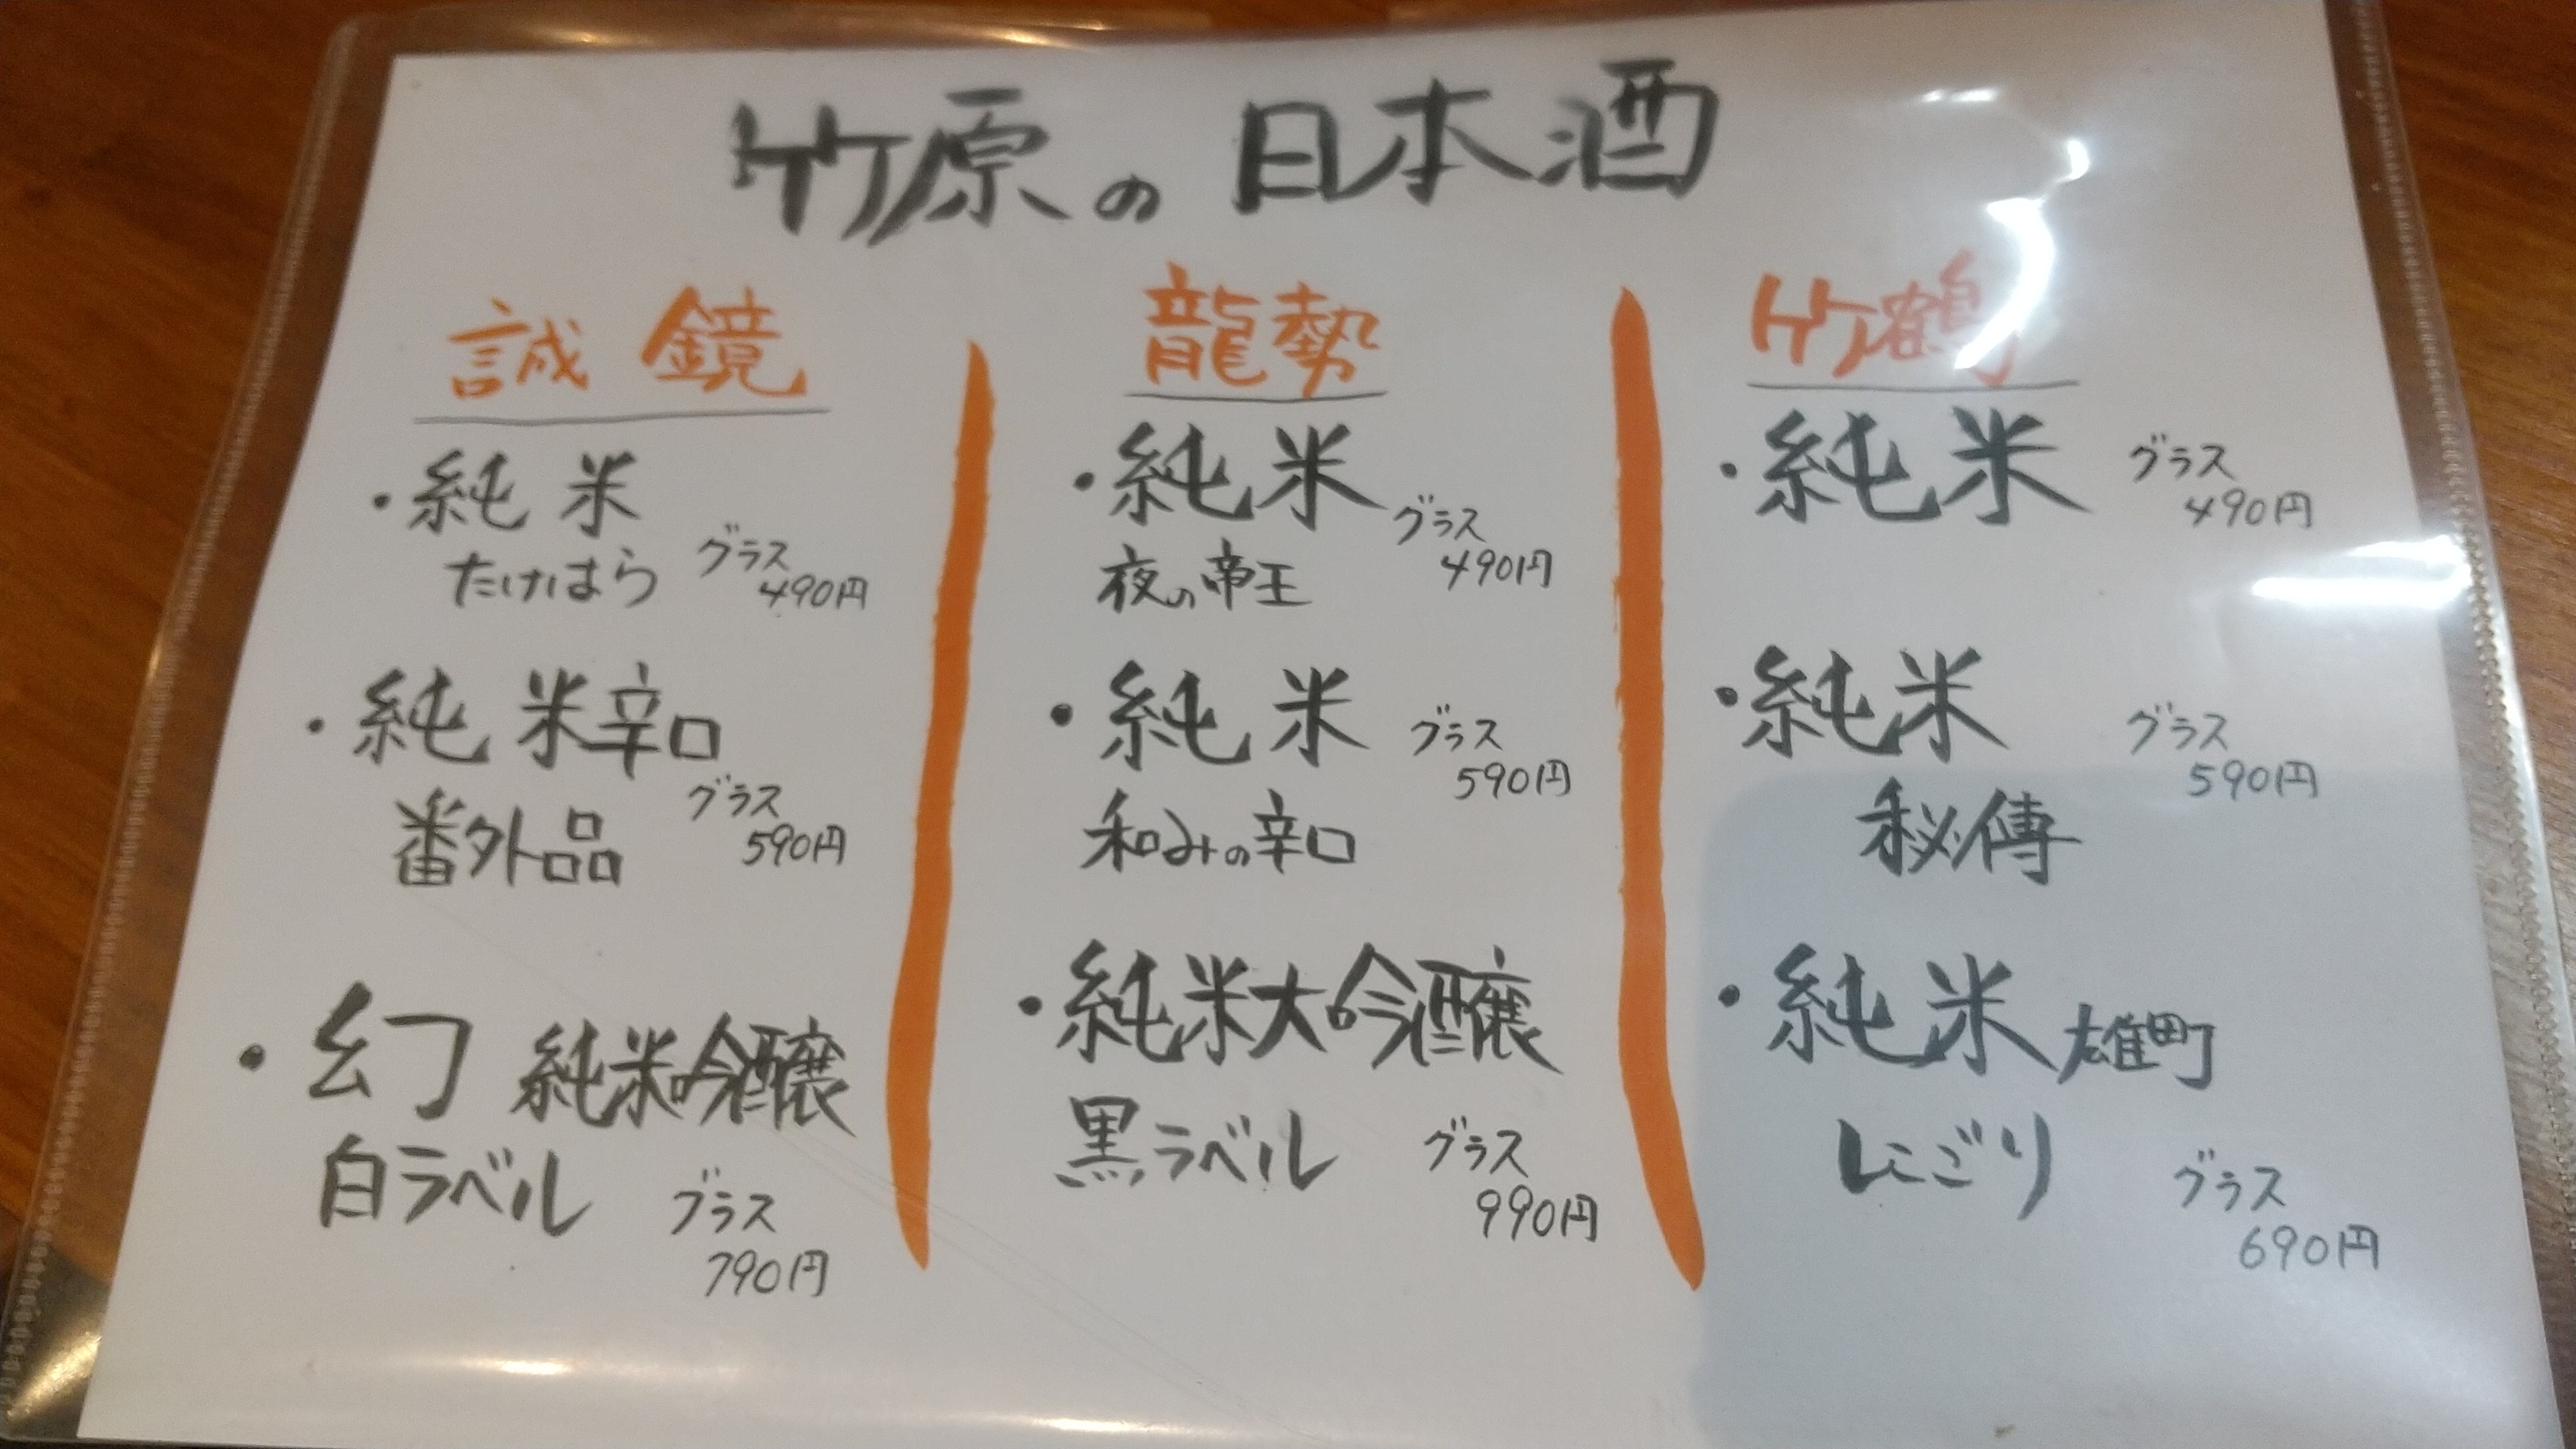 竹原の日本酒
誠鏡
・純米
たけはら
グラス
490円
・純米辛口
番外品
グラス
590円
・幻 純米吟醸
白ラベル
グラス
790円
龍勢
・純米
夜の帝王
グラス
490円
・純米
和みの辛口
グラス
590円
・純米大吟醸
黒ラベル
グラス
990円
竹鶴
・純米
グラス
490円
・純米
秘傳
グラス
590円
・純米 雄町
にごり
グラス
690円